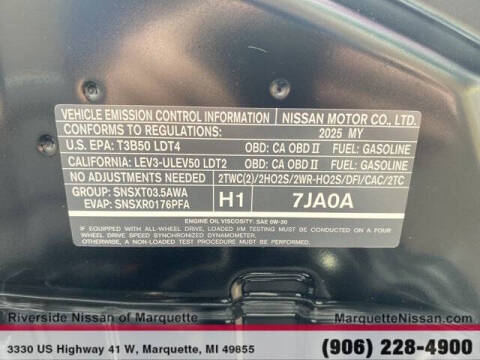 VEHICLE EMISSION CONTROL INFORMATION NISSAN MOTOR CO., LTD.
CONFORMS TO REGULATIONS: 2025 MY
U.S. EPA: T3B50 LDT4 OBD: CA OBD II FUEL: GASOLINE
CALIFORNIA: LEV3-ULEV50 LDT2 OBD: CA OBD II FUEL: GASOLINE
NO ADJUSTMENTS NEEDED 2TWC(2)/2HO2S/2WR-HO2S/DFI/CAC/2TC
GROUP: SNSXT03.5AWA
EVAP: SNSXR0176PFA H1 7JA0A
ENGINE OIL VISCOSITY: SAE 0W-30
IF EQUIPPED WITH ALL-WHEEL DRIVE, LOADED I/M TESTING MUST BE CONDUCTED ON A
FOUR WHEEL DRIVE SPEED SYNCHRONIZED DYNAMOMETER.
OTHERWISE, A NON-LOADED TEST PROCEDURE MUST BE CONDUCTED.
Riverside Nissan of Marquette MarquetteNissan.com
3330 US Highway 41 W, Marquette, MI 49855 (906) 228-4900